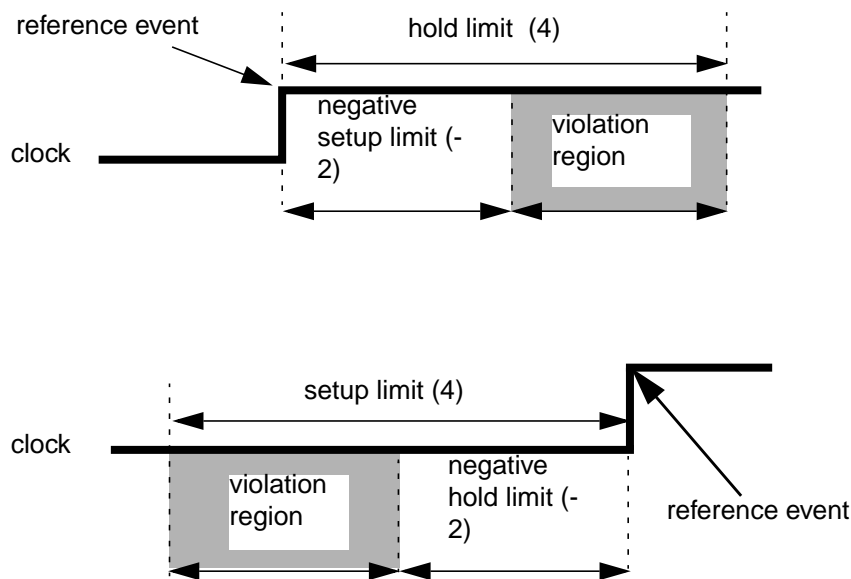 reference event
hold limit (4)
negative
setup limit (-
2)
violation
region
clock
setup limit (4)
clock
violation
region
negative
hold limit (-
2)
reference event